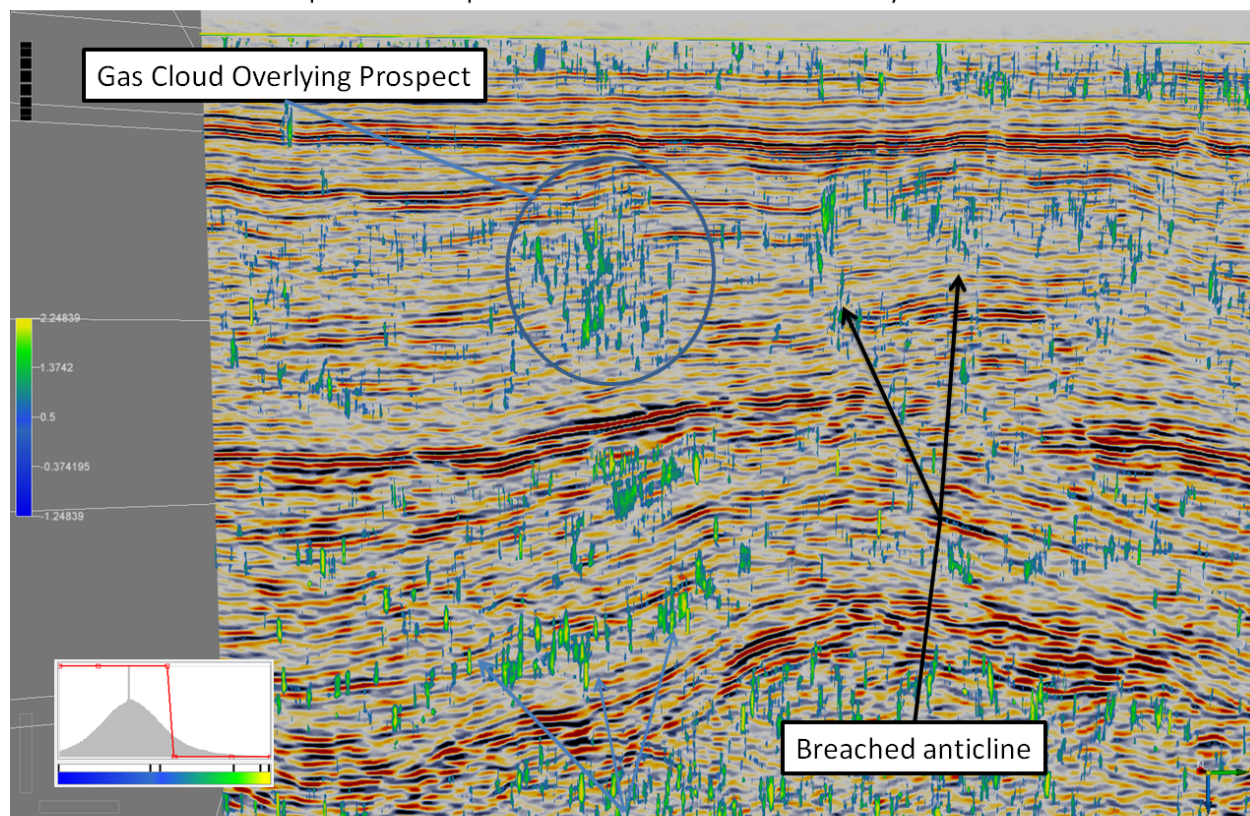 Gas Cloud Overlying Prospect
2.24839
1.3742
0.5
-0.374195
-1.24839
Breached anticline